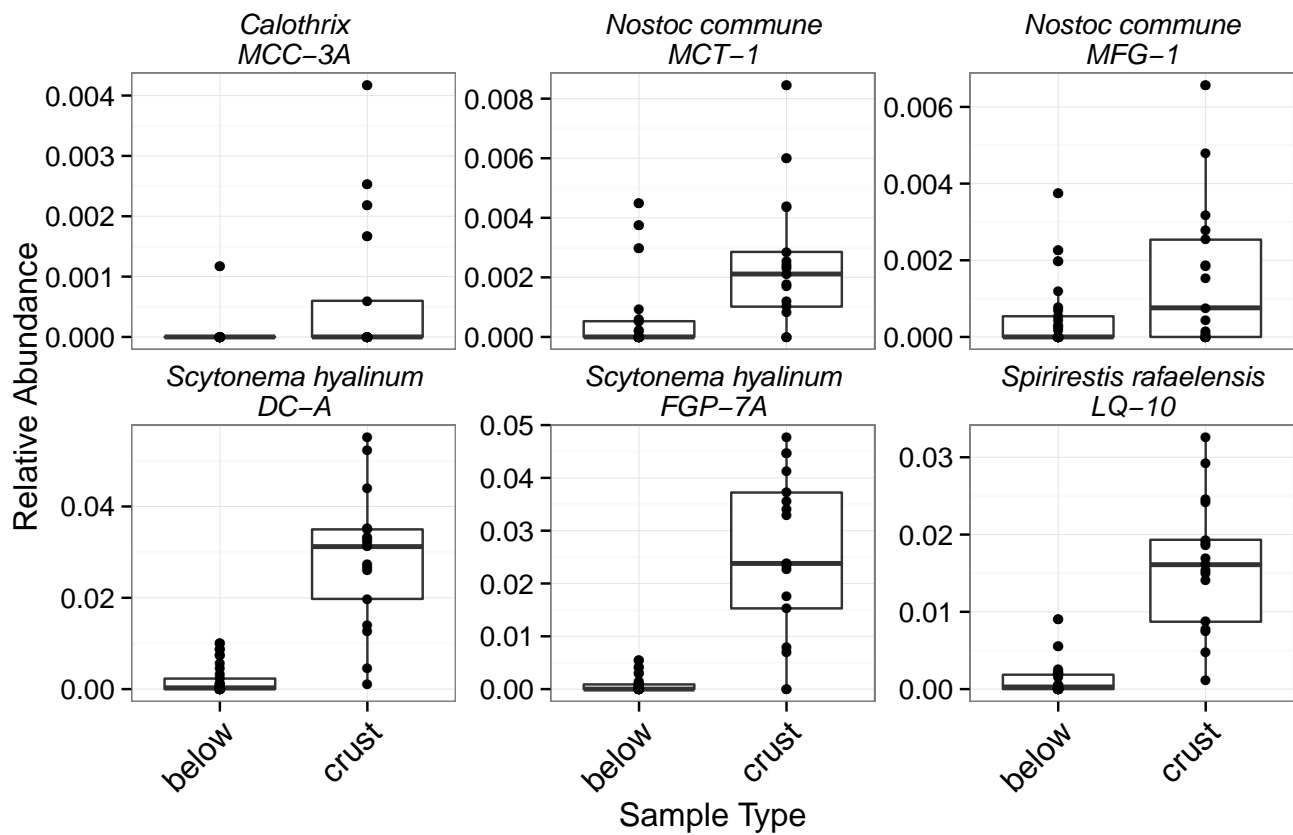 Calothrix
MCC−3A
Nostoc commune
MCT−1
Nostoc commune
MFG−1
0.004
0.003
0.002
0.001
0.000
0.008
0.006
0.004
0.002
0.000
0.006
0.004
0.002
0.000
Relative Abundance
Scytonema hyalinum
DC−A
Scytonema hyalinum
FGP−7A
Spirirestis rafaelensis
LQ−10
0.04
0.02
0.00
0.05
0.04
0.03
0.02
0.01
0.00
0.03
0.02
0.01
0.00
below
crust
below
crust
below
crust
Sample Type